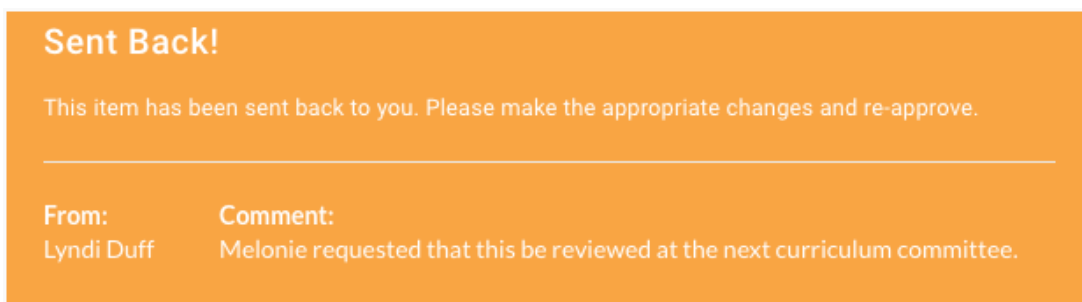 Sent Back!
This item has been sent back to you. Please make the appropriate changes and re-approve.
From: Comment:
Lyndi Duff Melonie requested that this be reviewed at the next curriculum committee.